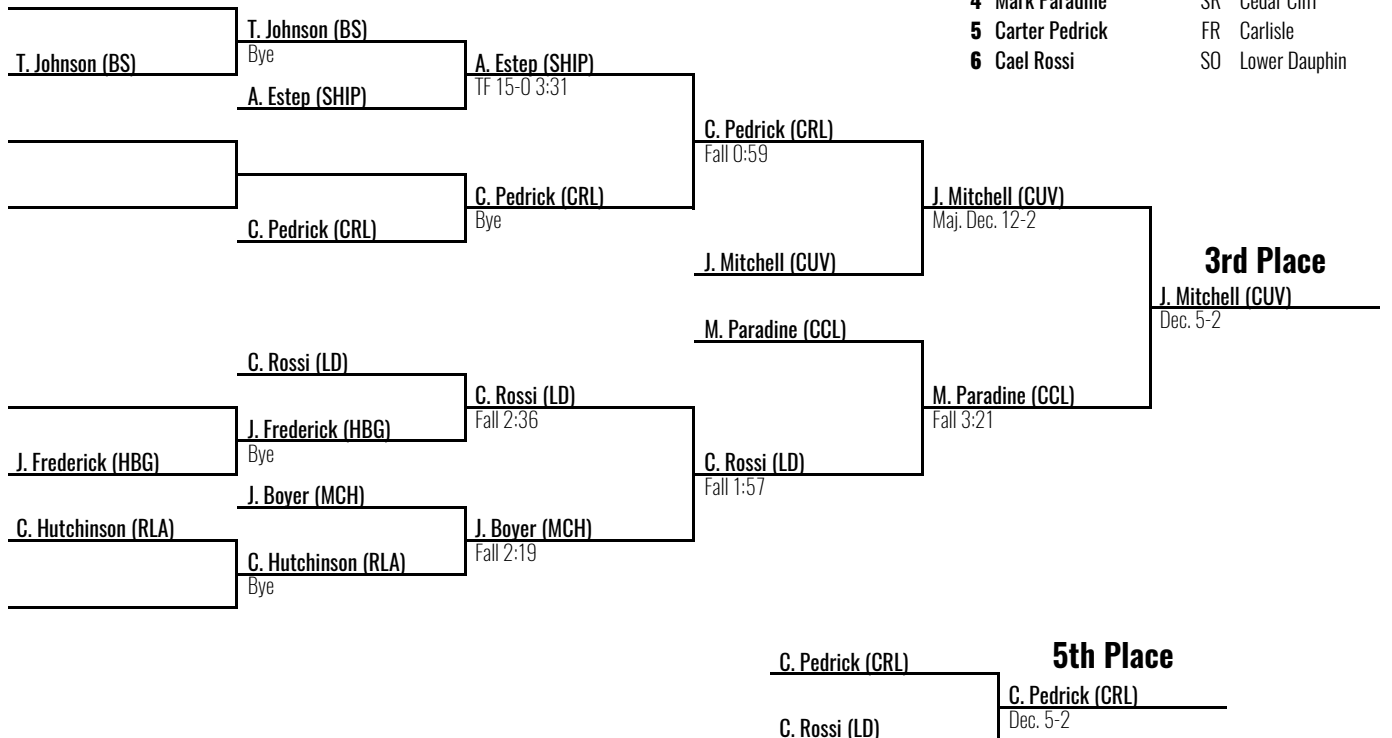 4 Mark Paradine SR Cedar Cliff
5 Carter Pedrick FR Carlisle
6 Cael Rossi SO Lower Dauphin
T. Johnson (BS)
T. Johnson (BS)
Bye
A. Estep (SHIP)
A. Estep (SHIP)
TF 15-0 3:31
C. Pedrick (CRL)
C. Pedrick (CRL)
Bye
C. Pedrick (CRL)
Fall 0:59
J. Mitchell (CUV)
J. Mitchell (CUV)
Maj. Dec. 12-2
3rd Place
J. Mitchell (CUV)
Dec. 5-2
M. Paradine (CCL)
M. Paradine (CCL)
Fall 3:21
C. Rossi (LD)
C. Rossi (LD)
Fall 2:36
J. Frederick (HBG)
J. Frederick (HBG)
Bye
C. Rossi (LD)
Fall 1:57
J. Boyer (MCH)
J. Boyer (MCH)
Fall 2:19
C. Hutchinson (RLA)
C. Hutchinson (RLA)
Bye
5th Place
C. Pedrick (CRL)
C. Pedrick (CRL)
Dec. 5-2
C. Rossi (LD)